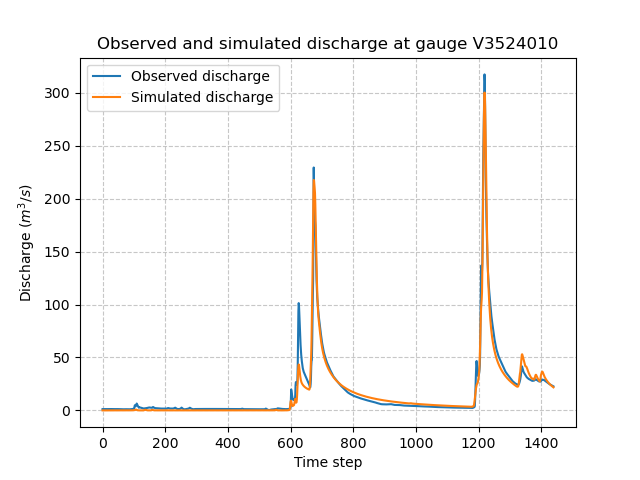 Observed and simulated discharge at gauge V3524010
Observed discharge
Simulated discharge
300
250
200
150
100
50
0
Discharge (m³/s)
0 200 400 600 800 1000 1200 1400
Time step